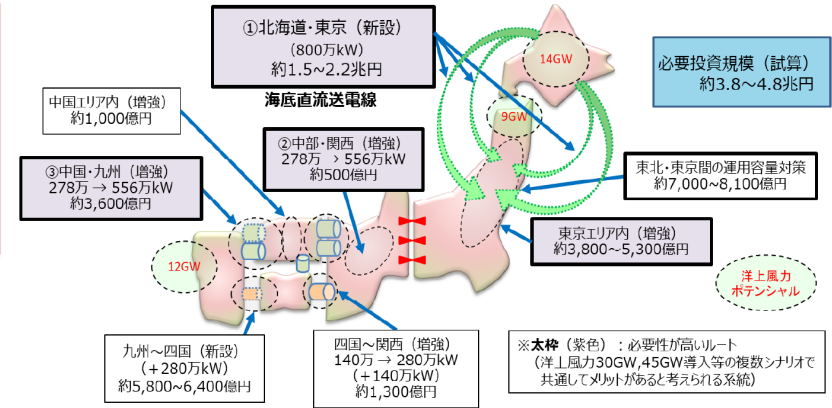 ①北海道・東京（新設）
（800万kW）
約1.5~2.2兆円
海底直流送電線
14GW
必要投資規模（試算）
約3.8～4.8兆円
中国エリア内（増強）
約1,000億円
9GW
②中部・関西（増強）
278万 → 556万kW
約500億円
③中国・九州（増強）
278万 → 556万kW
約3,600億円
東北・東京間の運用容量対策
約7,000~8,100億円
東京エリア内（増強）
約3,800～5,300億円
12GW
洋上風力
ポテンシャル
九州～四国（新設）
（+280万kW）
約5,800~6,400億円
四国～関西（増強）
140万 → 280万kW
（+140万kW）
約1,300億円
※太枠（紫色）：必要性が高いルート
（洋上風力30GW,45GW導入等の複数シナリオで
共通してメリットがあると考えられる系統）